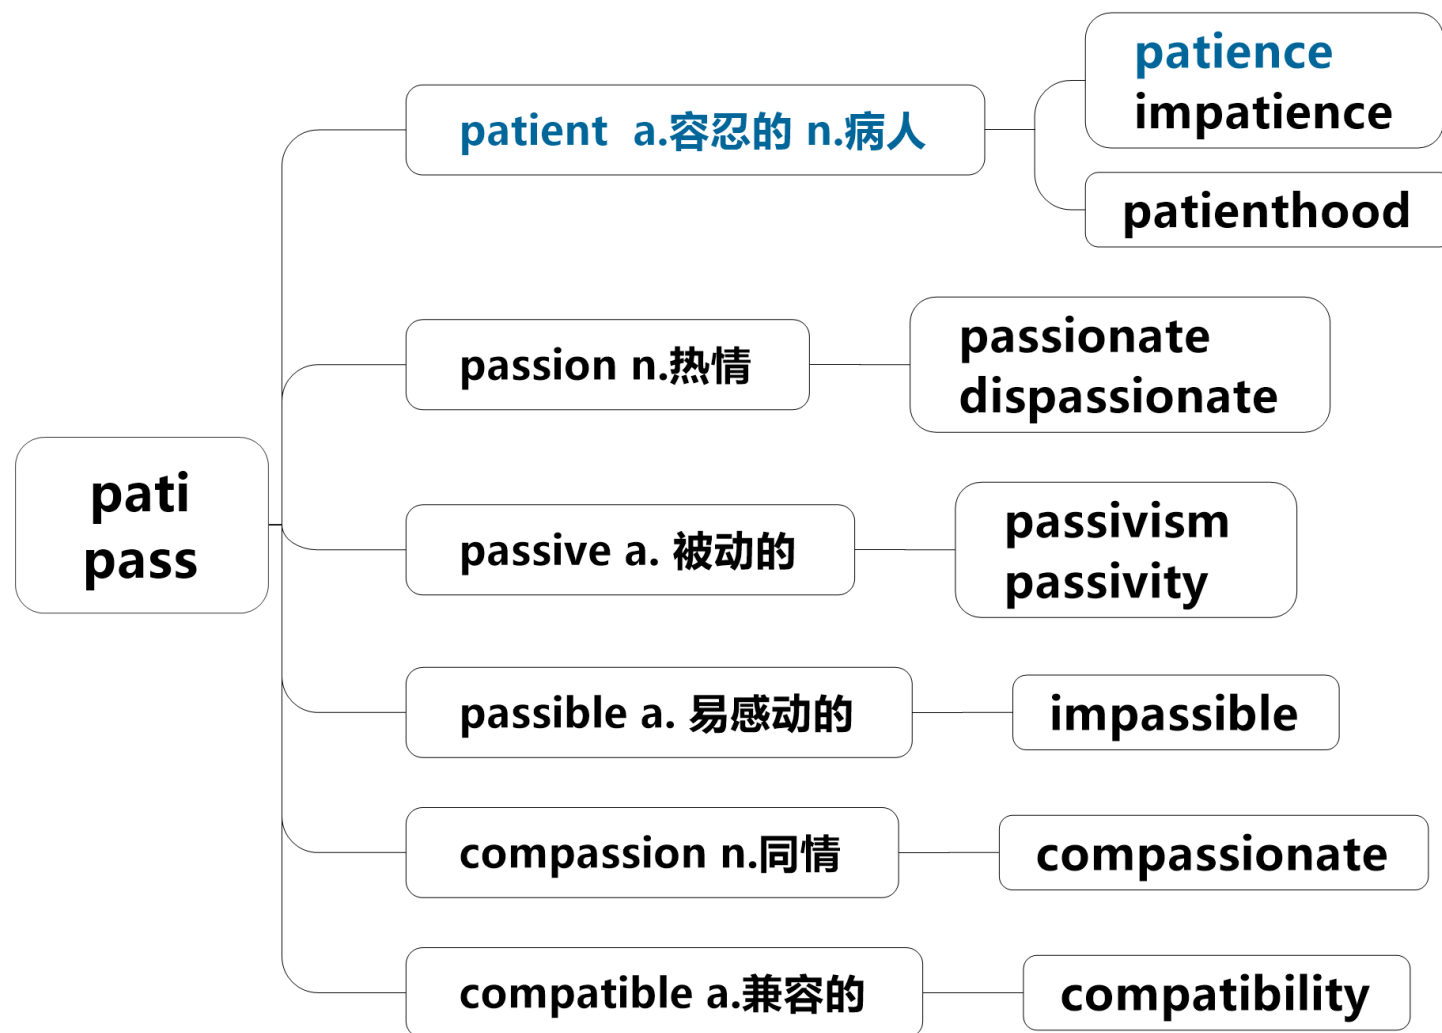 pati
pass
patient a.容忍的 n.病人
patience
impatience
patienthood
passion n.热情
passionate
dispassionate
passive a. 被动的
passivism
passivity
passible a. 易感动的
impassible
compassion n.同情
compassionate
compatible a.兼容的
compatibility